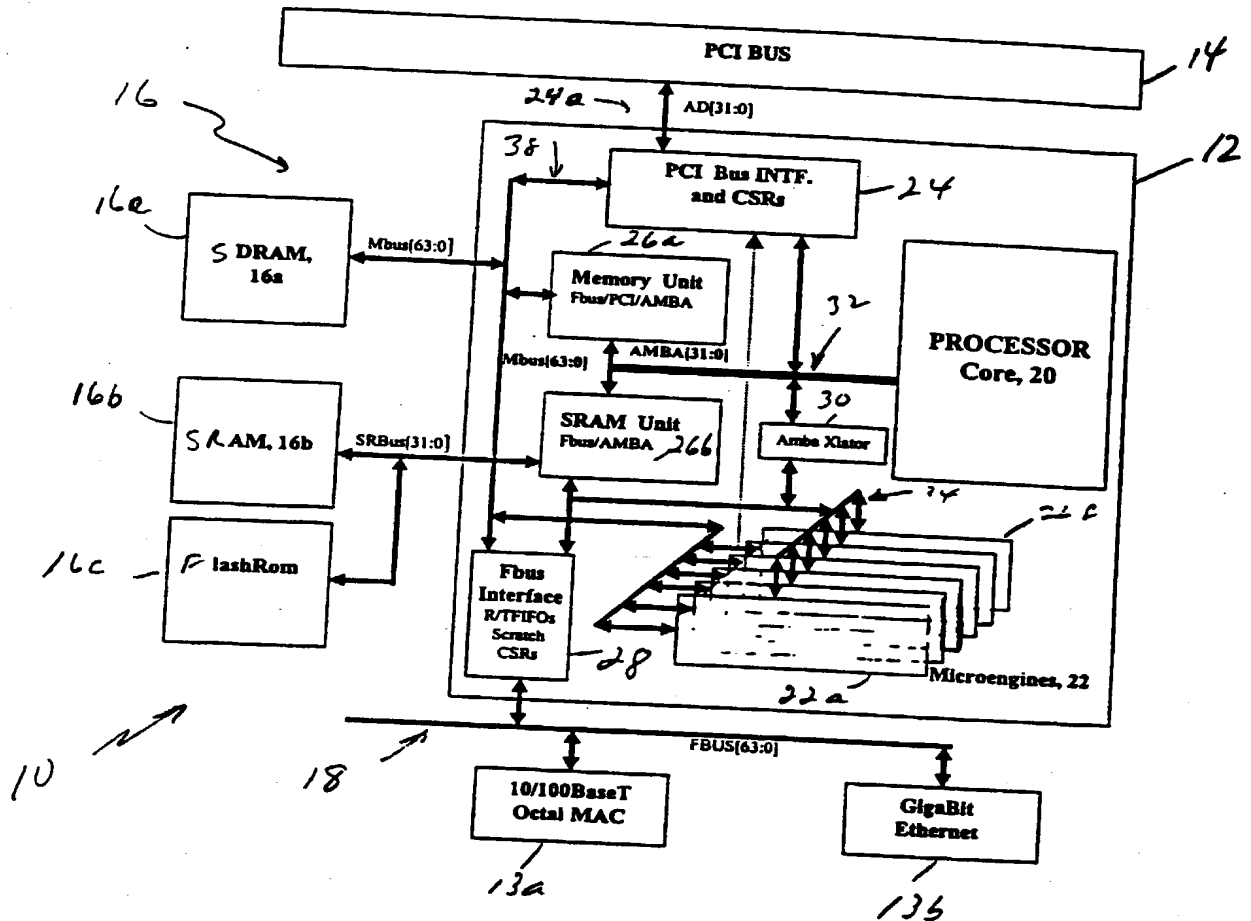 PCI BUS
14
16
24a
AD[31:0]
12
38
PCI Bus INTF.
and CSRs
24
16a
S DRAM,
16a
Mbus[63:0]
26a
Memory Unit
Fbus/PCI/AMBA
32
PROCESSOR
Core, 20
Mbus[63:0]
AMBA[31:0]
16b
SRAM, 16b
SRBus[31:0]
SRAM Unit
Fbus/AMBA
26b
30
Amba Xlator
16c
F lashRom
Fbus
Interface
R/TFIFOs
Scratch
CSRs
28
22a
Microengines, 22
10
18
FBUS[63:0]
10/100BaseT
Octal MAC
13a
GigaBit
Ethernet
13b